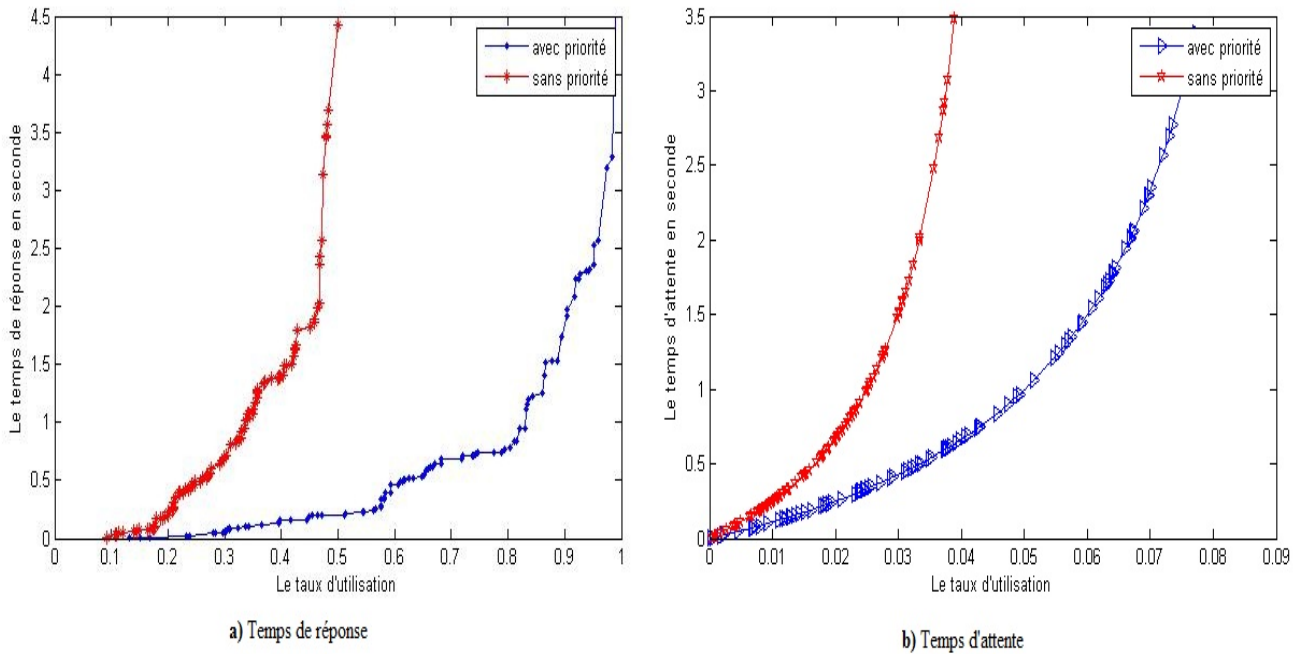 4.5
4
3.5
3
2.5
2
1.5
1
0.5
0
Le temps de réponse en seconde
avec priorité
sans priorité
0 0.1 0.2 0.3 0.4 0.5 0.6 0.7 0.8 0.9 1
Le taux d'utilisation
a) Temps de réponse
3.5
3
2.5
2
1.5
1
0.5
0
Le temps d'attente en seconde
avec priorité
sans priorité
0 0.01 0.02 0.03 0.04 0.05 0.06 0.07 0.08 0.09
Le taux d'utilisation
b) Temps d'attente